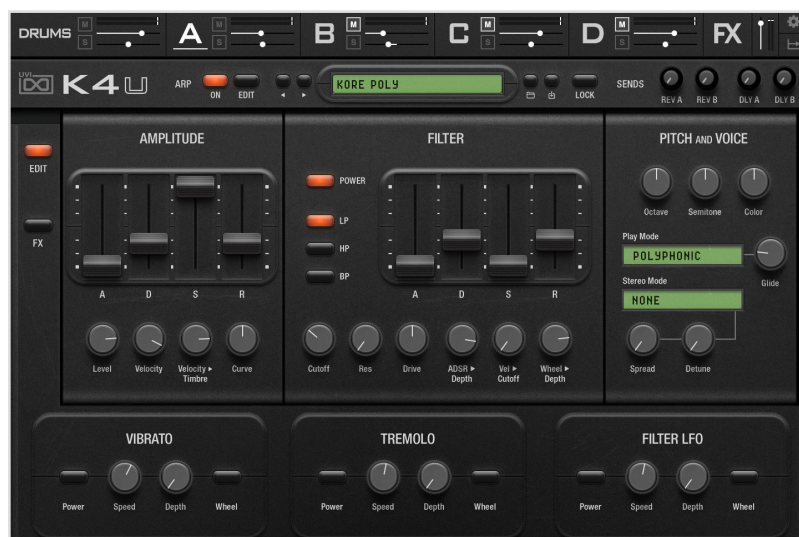 DRUMS M S A M S B M S C M S D M S FX
UVI K4U ARP ON EDIT KORE POLY LOCK SENDS REV A REV B DLY A DLY B
EDIT
FX
AMPLITUDE
A D S R
Level Velocity Velocity ▸ Timbre Curve
FILTER
POWER
LP
HP
BP
A D S R
Cutoff Res Drive ADSR ▸ Depth Vel ▸ Cutoff Wheel ▸ Depth
PITCH AND VOICE
Octave Semitone Color
Play Mode
POLYPHONIC
Glide
Stereo Mode
NONE
Spread Detune
VIBRATO
Power Speed Depth Wheel
TREMOLO
Power Speed Depth Wheel
FILTER LFO
Power Speed Depth Wheel